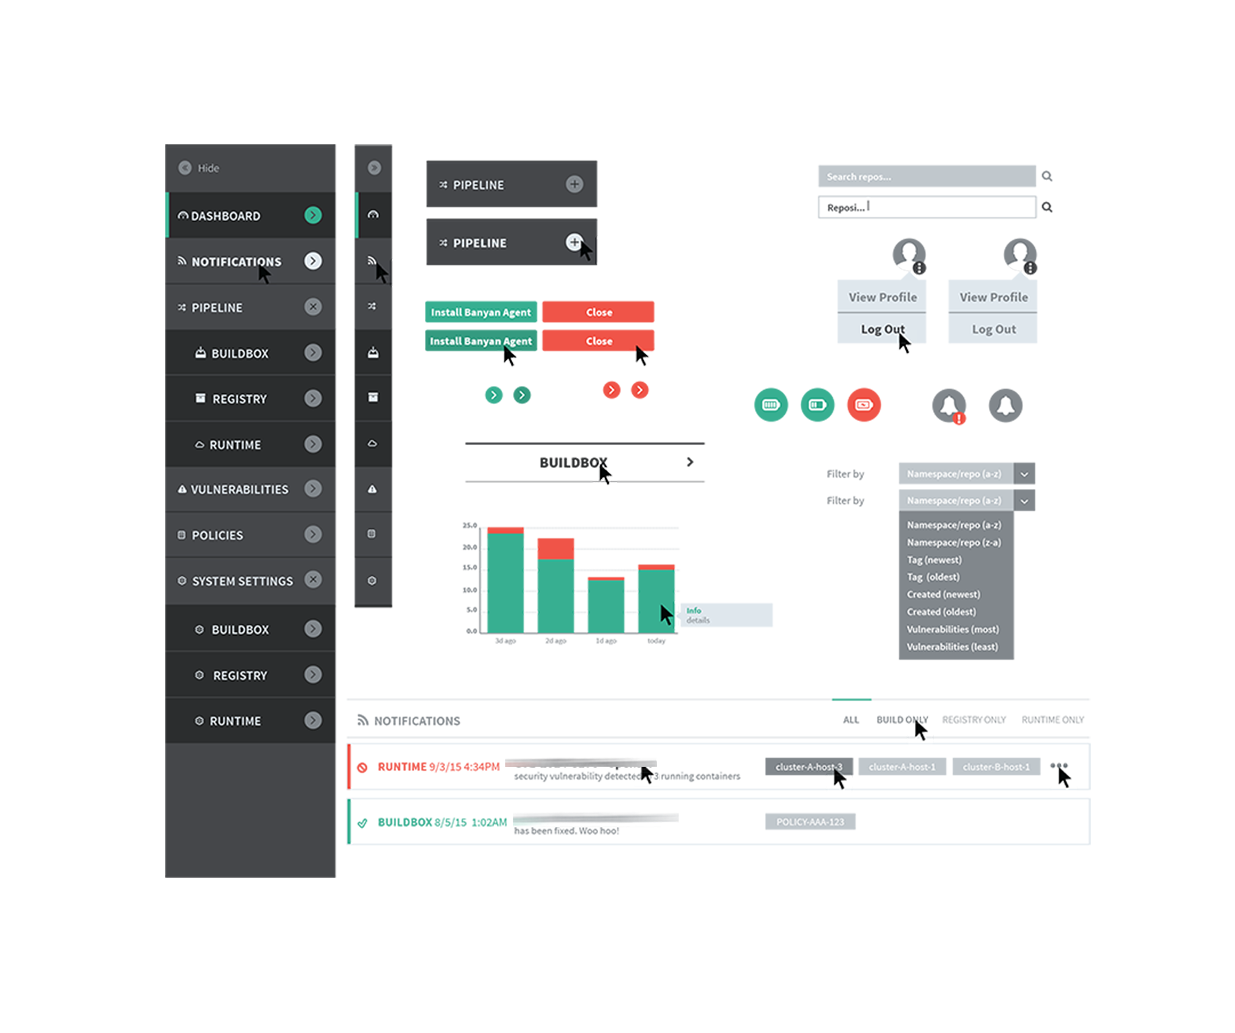 Hide
DASHBOARD
NOTIFICATIONS
PIPELINE
BUILDBOX
REGISTRY
RUNTIME
VULNERABILITIES
POLICIES
SYSTEM SETTINGS
BUILDBOX
REGISTRY
RUNTIME
PIPELINE
PIPELINE
Install Banyan Agent
Close
Install Banyan Agent
Close
BUILDBOX
25.0
20.0
15.0
10.0
5.0
0.0
3d ago
2d ago
1d ago
today
Info
details
Search repos...
Reposi...
View Profile
Log Out
View Profile
Log Out
Filter by
Namespace/repo (a-z)
Filter by
Namespace/repo (a-z)
Namespace/repo (a-z)
Namespace/repo (z-a)
Tag (newest)
Tag (oldest)
Created (newest)
Created (oldest)
Vulnerabilities (most)
Vulnerabilities (least)
NOTIFICATIONS
ALL
BUILD ONLY
REGISTRY ONLY
RUNTIME ONLY
RUNTIME 9/3/15 4:34PM
security vulnerability detected 3 running containers
cluster-A-host-3
cluster-A-host-1
cluster-B-host-1
BUILDBOX 8/5/15 1:02AM
has been fixed. Woo hoo!
POLICY-AAA-123